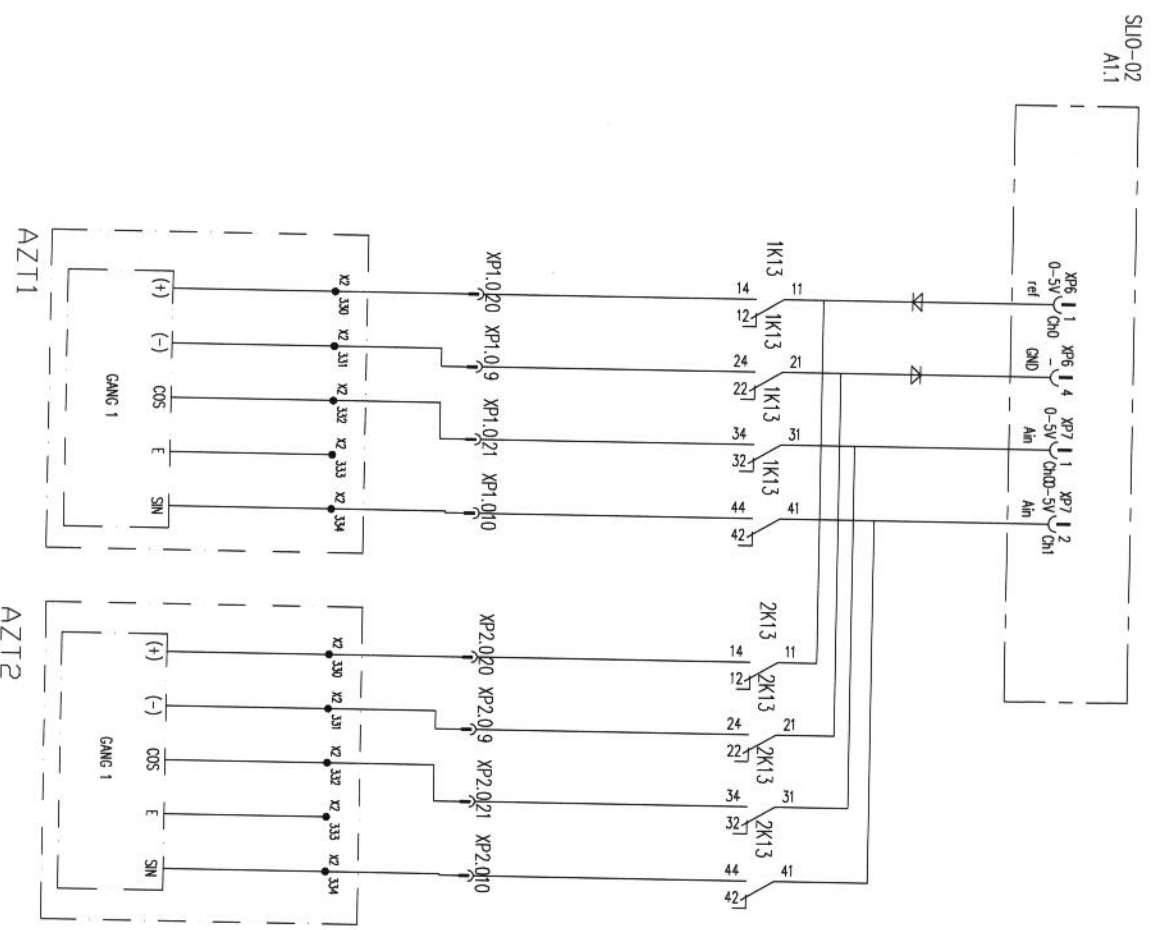 SLIO-02
A1.1
XP6
0-5V
ref
1
Ch0
XP6
-
GND
4
XP7
0-5V
Ain
1
Ch0
XP7
0-5V
Ain
2
Ch1
1K13
14
11
12
1K13
24
21
22
1K13
34
31
32
1K13
44
41
42
2K13
14
11
12
2K13
24
21
22
2K13
34
31
32
2K13
44
41
42
XP1.0
20
XP1.0
9
XP1.0
21
XP1.0
10
XP2.0
20
XP2.0
9
XP2.0
21
XP2.0
10
X2
330
X2
331
X2
332
X2
333
X2
334
(+)
(-)
COS
E
SIN
GANG 1
AZT1
X2
330
X2
331
X2
332
X2
333
X2
334
(+)
(-)
COS
E
SIN
GANG 1
AZT2